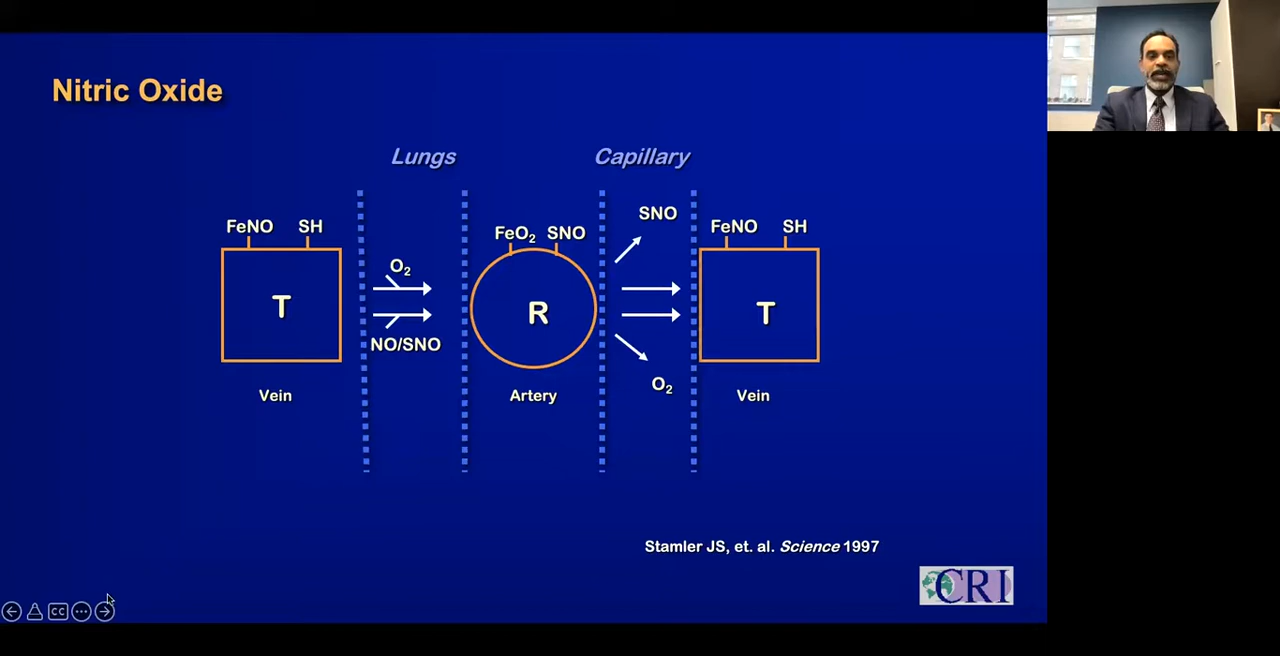 Nitric Oxide
Lungs
Capillary
FeNO SH
T
Vein
O₂
NO/SNO
FeO₂ SNO
R
Artery
SNO
O₂
FeNO SH
T
Vein
Stamler JS, et. al. Science 1997
CRI
CC